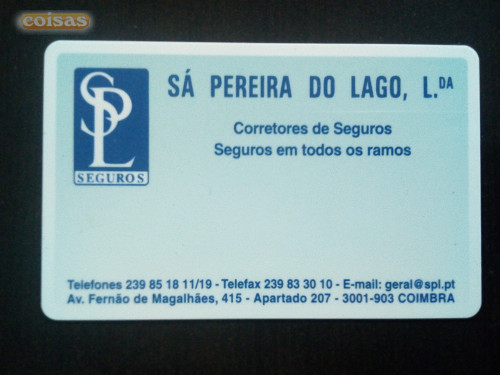 coisas
SÁ PEREIRA DO LAGO, L.DA
Corretores de Seguros
Seguros em todos os ramos
SPL
SEGUROS
Telefones 239 85 18 11/19 - Telefax 239 83 30 10 - E-mail: geral@spl.pt
Av. Fernão de Magalhães, 415 - Apartado 207 - 3001-903 COIMBRA